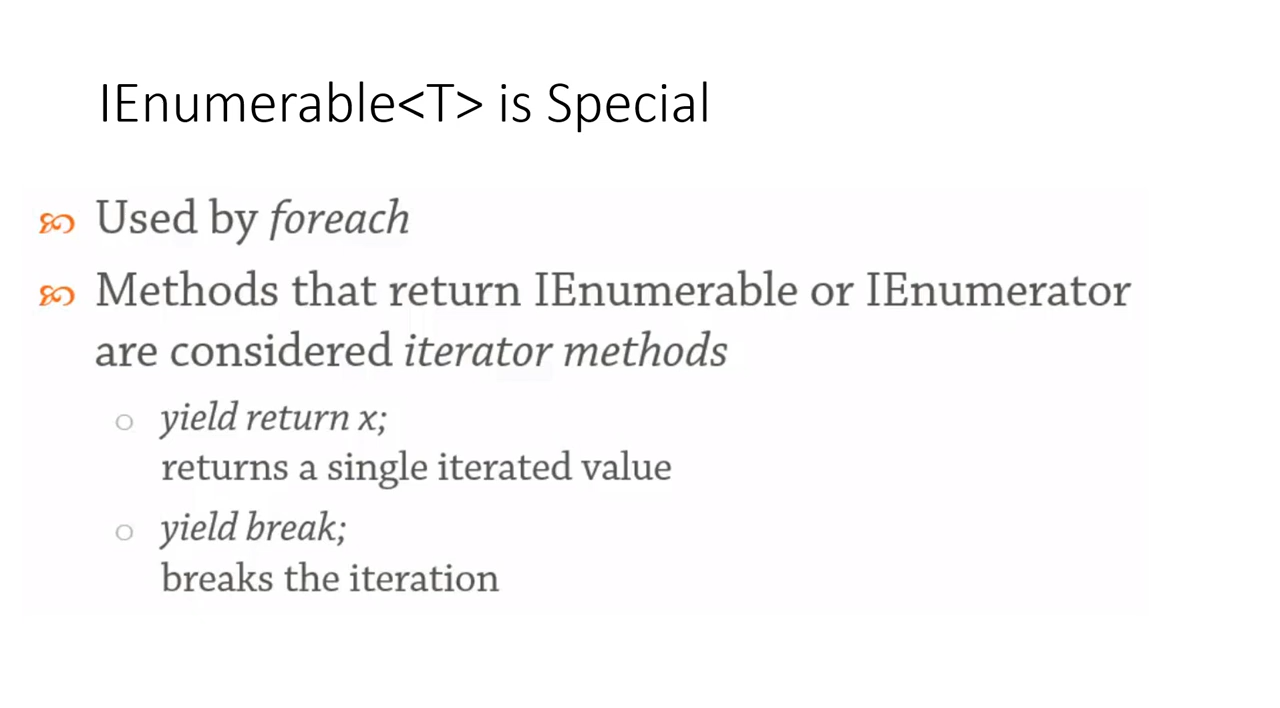 IEnumerable<T> is Special
Used by foreach
Methods that return IEnumerable or IEnumerator
are considered iterator methods
yield return x;
returns a single iterated value
yield break;
breaks the iteration